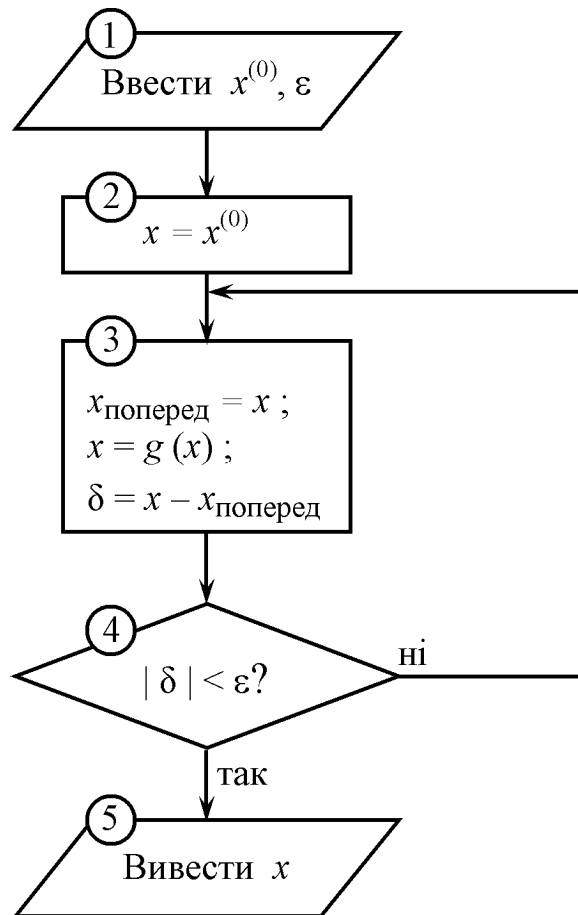 1
Ввести x⁽⁰⁾, ε
2
x = x⁽⁰⁾
3
xпоперед = x ;
x = g (x) ;
δ = x – xпоперед
4
| δ | < ε?
ні
так
5
Вивести x